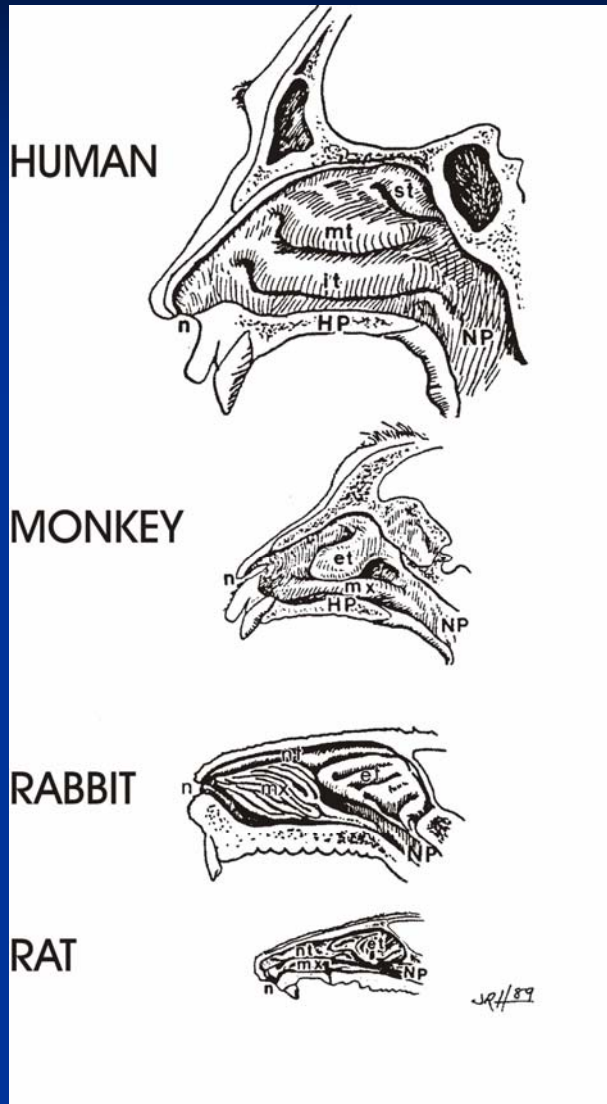 HUMAN
st
mt
it
n
HP
NP
MONKEY
et
n
mx
HP
NP
RABBIT
nt
et
n
mx
NP
RAT
nt
et
mx
NP
n
JRH 89